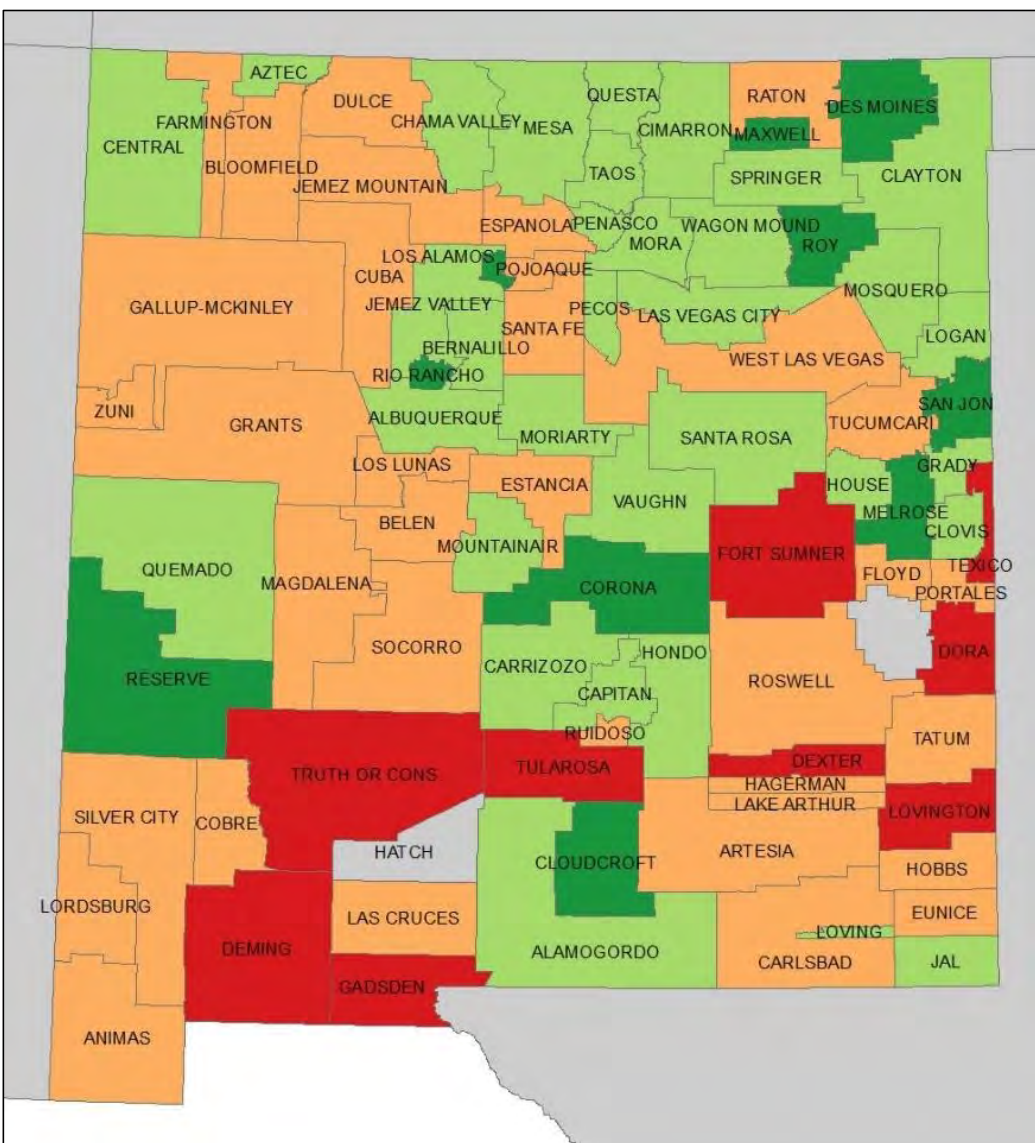 AZTEC
DULCE
QUESTA
RATON
DES MOINES
FARMINGTON
CHAMA VALLEY
MESA
CIMARRON
MAXWELL
CENTRAL
BLOOMFIELD
TAOS
SPRINGER
CLAYTON
JEMEZ MOUNTAIN
ESPANOLA
PENASCO
WAGON MOUND
MORA
ROY
LOS ALAMOS
POJOAQUE
CUBA
MOSQUERO
GALLUP-MCKINLEY
JEMEZ VALLEY
PECOS
LAS VEGAS CITY
SANTA FE
LOGAN
BERNALILLO
WEST LAS VEGAS
RIO RANCHO
SAN JON
ZUNI
GRANTS
ALBUQUERQUE
TUCUMCARI
MORIARTY
SANTA ROSA
LOS LUNAS
GRADY
ESTANCIA
HOUSE
VAUGHN
MELROSE
BELEN
CLOVIS
MOUNTAINAIR
FORT SUMNER
QUEMADO
MAGDALENA
CORONA
FLOYD
TEXICO
PORTALES
SOCORRO
HONDO
DORA
CARRIZOZO
RESERVE
ROSWELL
CAPITAN
RUIDOSO
TATUM
DEXTER
TRUTH OR CONS
TULAROSA
HAGERMAN
LAKE ARTHUR
LOVINGTON
SILVER CITY
COBRE
HATCH
ARTESIA
CLOUDCROFT
HOBBS
LORDSBURG
LAS CRUCES
EUNICE
LOVING
DEMING
ALAMOGORDO
CARLSBAD
JAL
GADSDEN
ANIMAS